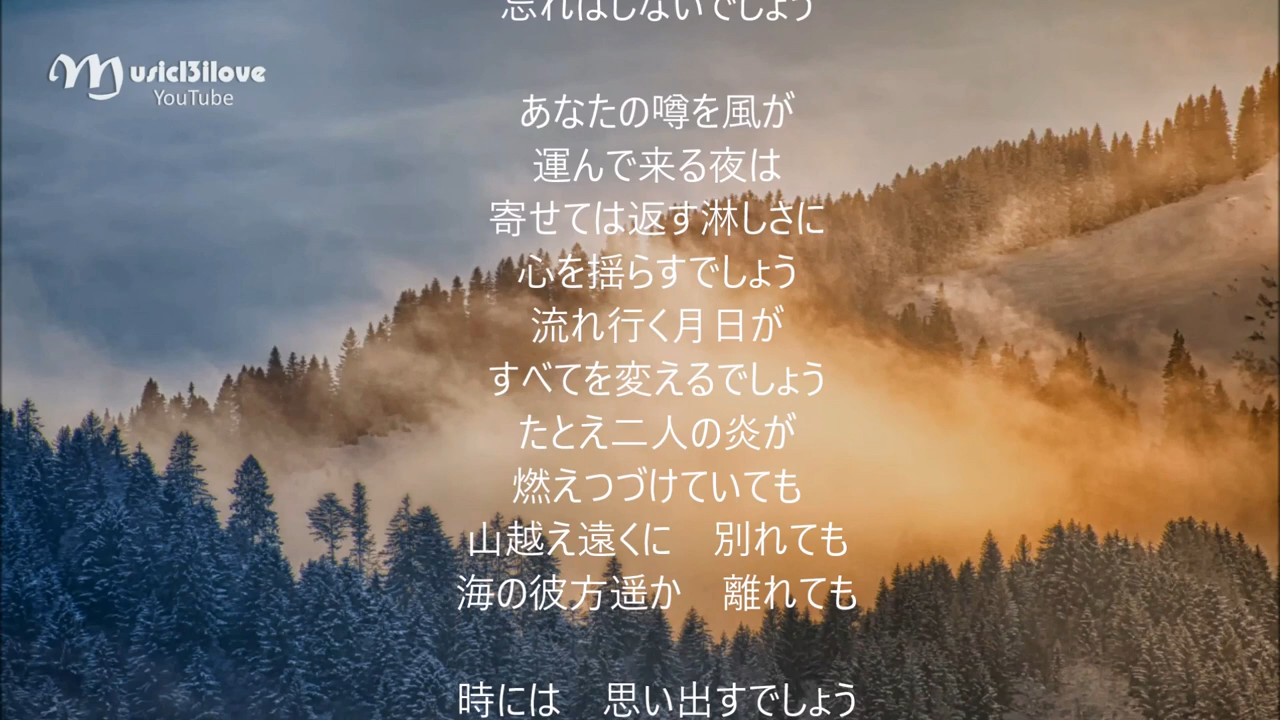 忘れはしないでしょう
Musicl3ilove
YouTube
あなたの噂を風が
運んで来る夜は
寄せては返す淋しさに
心を揺らすでしょう
流れ行く月日が
すべてを変えるでしょう
たとえ二人の炎が
燃えつづけていても
山越え遠くに　別れても
海の彼方遥か　離れても
時には　思い出すでしょう